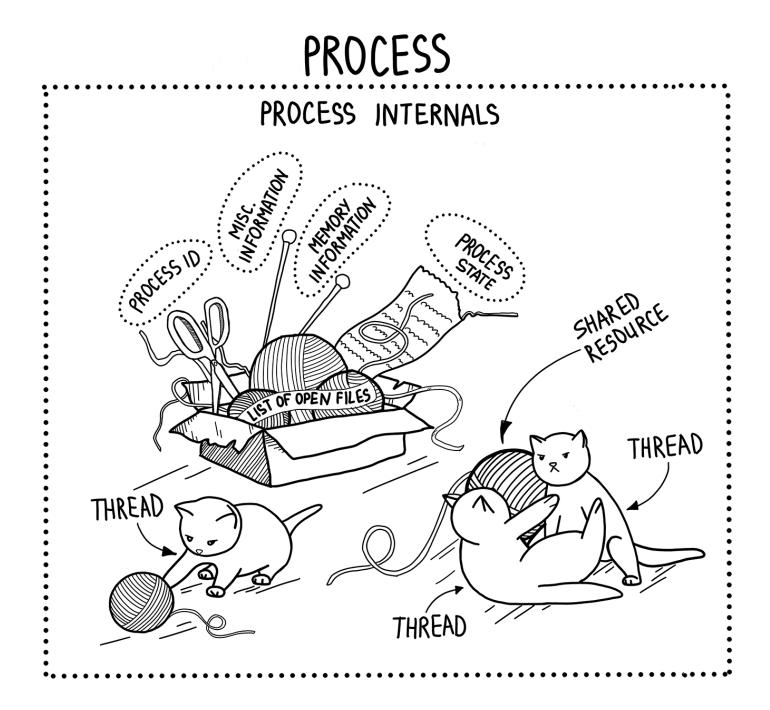 PROCESS
PROCESS INTERNALS
MISC.
INFORMATION
MEMORY
INFORMATION
PROCESS ID
PROCESS
STATE
LIST OF OPEN FILES
SHARED
RESOURCE
THREAD
THREAD
THREAD